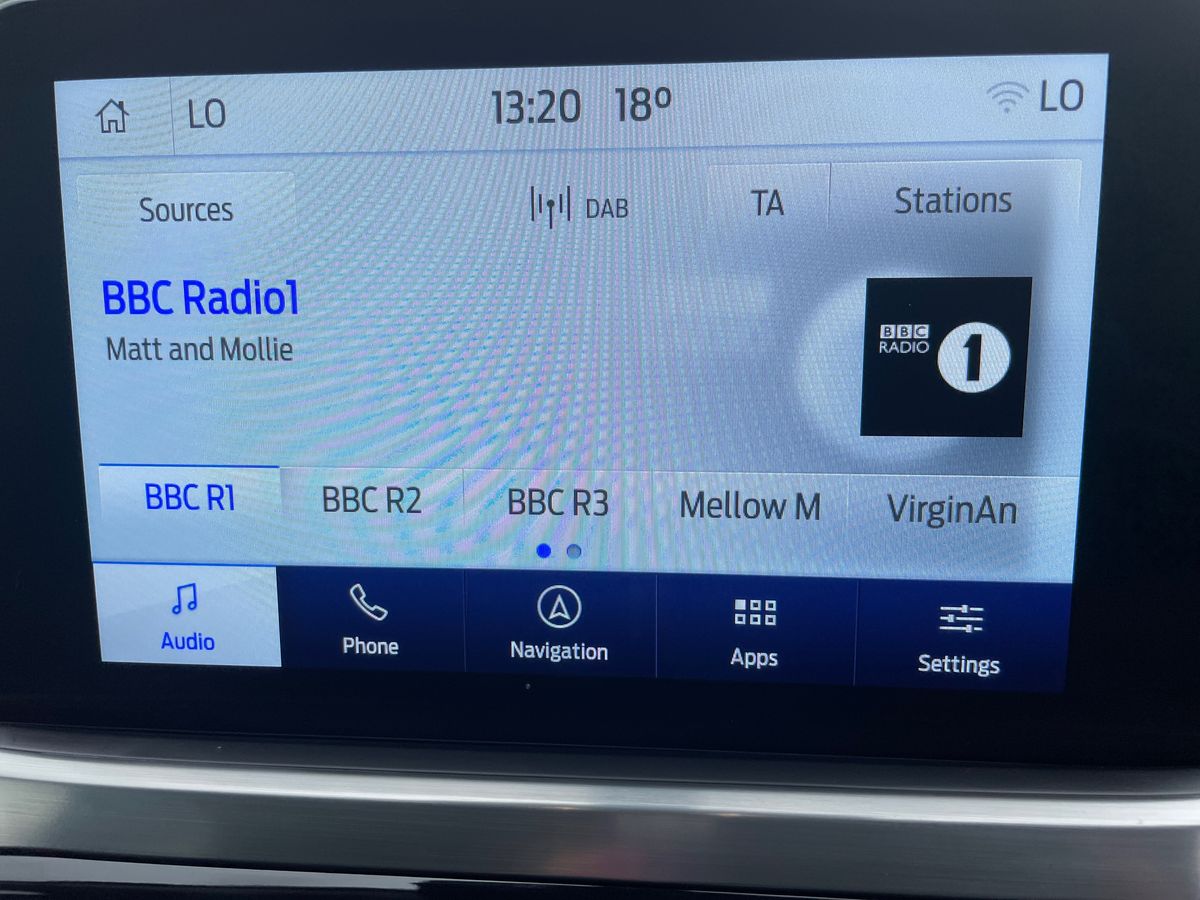 LO 13:20 18° LO
Sources DAB TA Stations
BBC Radio1
Matt and Mollie
BBC
RADIO 1
BBC R1 BBC R2 BBC R3 Mellow M VirginAn
Audio Phone Navigation Apps Settings